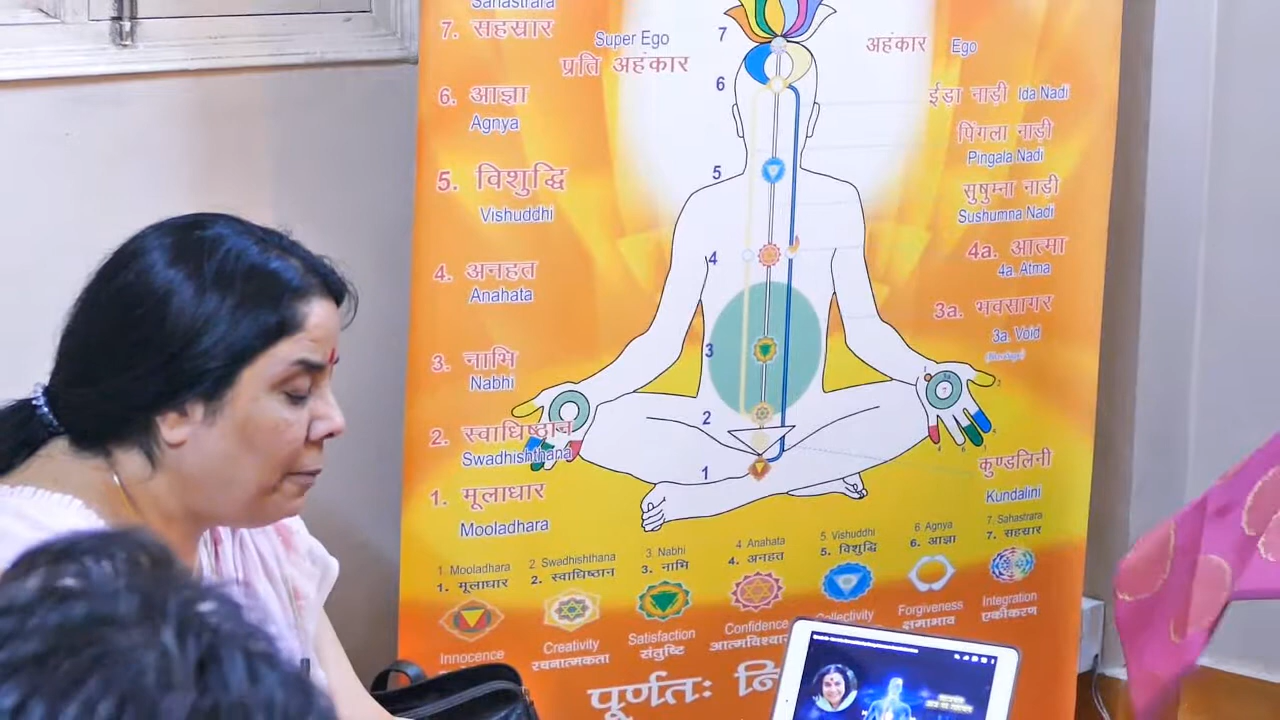 Sahastrara
7. सहस्रार
6. आज्ञा
Agnya
5. विशुद्धि
Vishuddhi
4. अनहत
Anahata
3. नाभि
Nabhi
2. स्वाधिष्ठान
Swadhishthana
1. मूलाधार
Mooladhara
Super Ego
प्रति अहंकार
7
6
5
4
3
2
1
अहंकार Ego
ईड़ा नाड़ी Ida Nadi
पिंगला नाड़ी
Pingala Nadi
सुषुम्ना नाड़ी
Sushumna Nadi
4a. आत्मा
4a. Atma
3a. भवसागर
3a. Void
कुण्डलिनी
Kundalini
1. Mooladhara
1. मूलाधार
Innocence
2. Swadhishthana
2. स्वाधिष्ठान
Creativity
रचनात्मकता
3. Nabhi
3. नाभि
Satisfaction
संतुष्टि
4 Anahata
4. अनहत
Confidence
5. Vishuddhi
5. विशुद्धि
Collectivity
6 Agnya
6. आज्ञा
Forgiveness
क्षमाभाव
7. Sahastrara
7. सहस्रार
Integration
एकीकरण
पूर्णतः